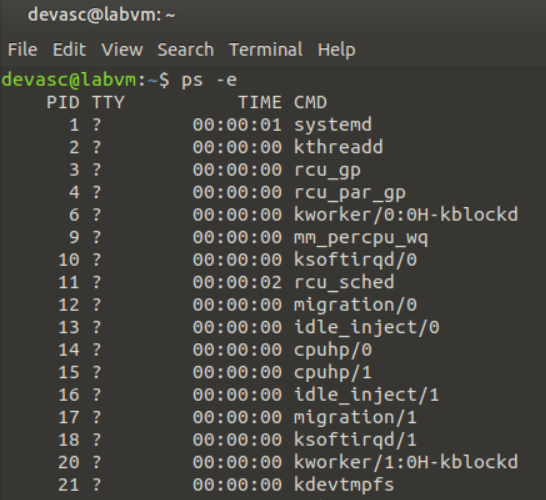 devasc@labvm: ~
File Edit View Search Terminal Help
devasc@labvm:~$ ps -e
PID TTY TIME CMD
1 ? 00:00:01 systemd
2 ? 00:00:00 kthreadd
3 ? 00:00:00 rcu_gp
4 ? 00:00:00 rcu_par_gp
6 ? 00:00:00 kworker/0:0H-kblockd
9 ? 00:00:00 mm_percpu_wq
10 ? 00:00:00 ksoftirqd/0
11 ? 00:00:02 rcu_sched
12 ? 00:00:00 migration/0
13 ? 00:00:00 idle_inject/0
14 ? 00:00:00 cpuhp/0
15 ? 00:00:00 cpuhp/1
16 ? 00:00:00 idle_inject/1
17 ? 00:00:00 migration/1
18 ? 00:00:00 ksoftirqd/1
20 ? 00:00:00 kworker/1:0H-kblockd
21 ? 00:00:00 kdevtmpfs